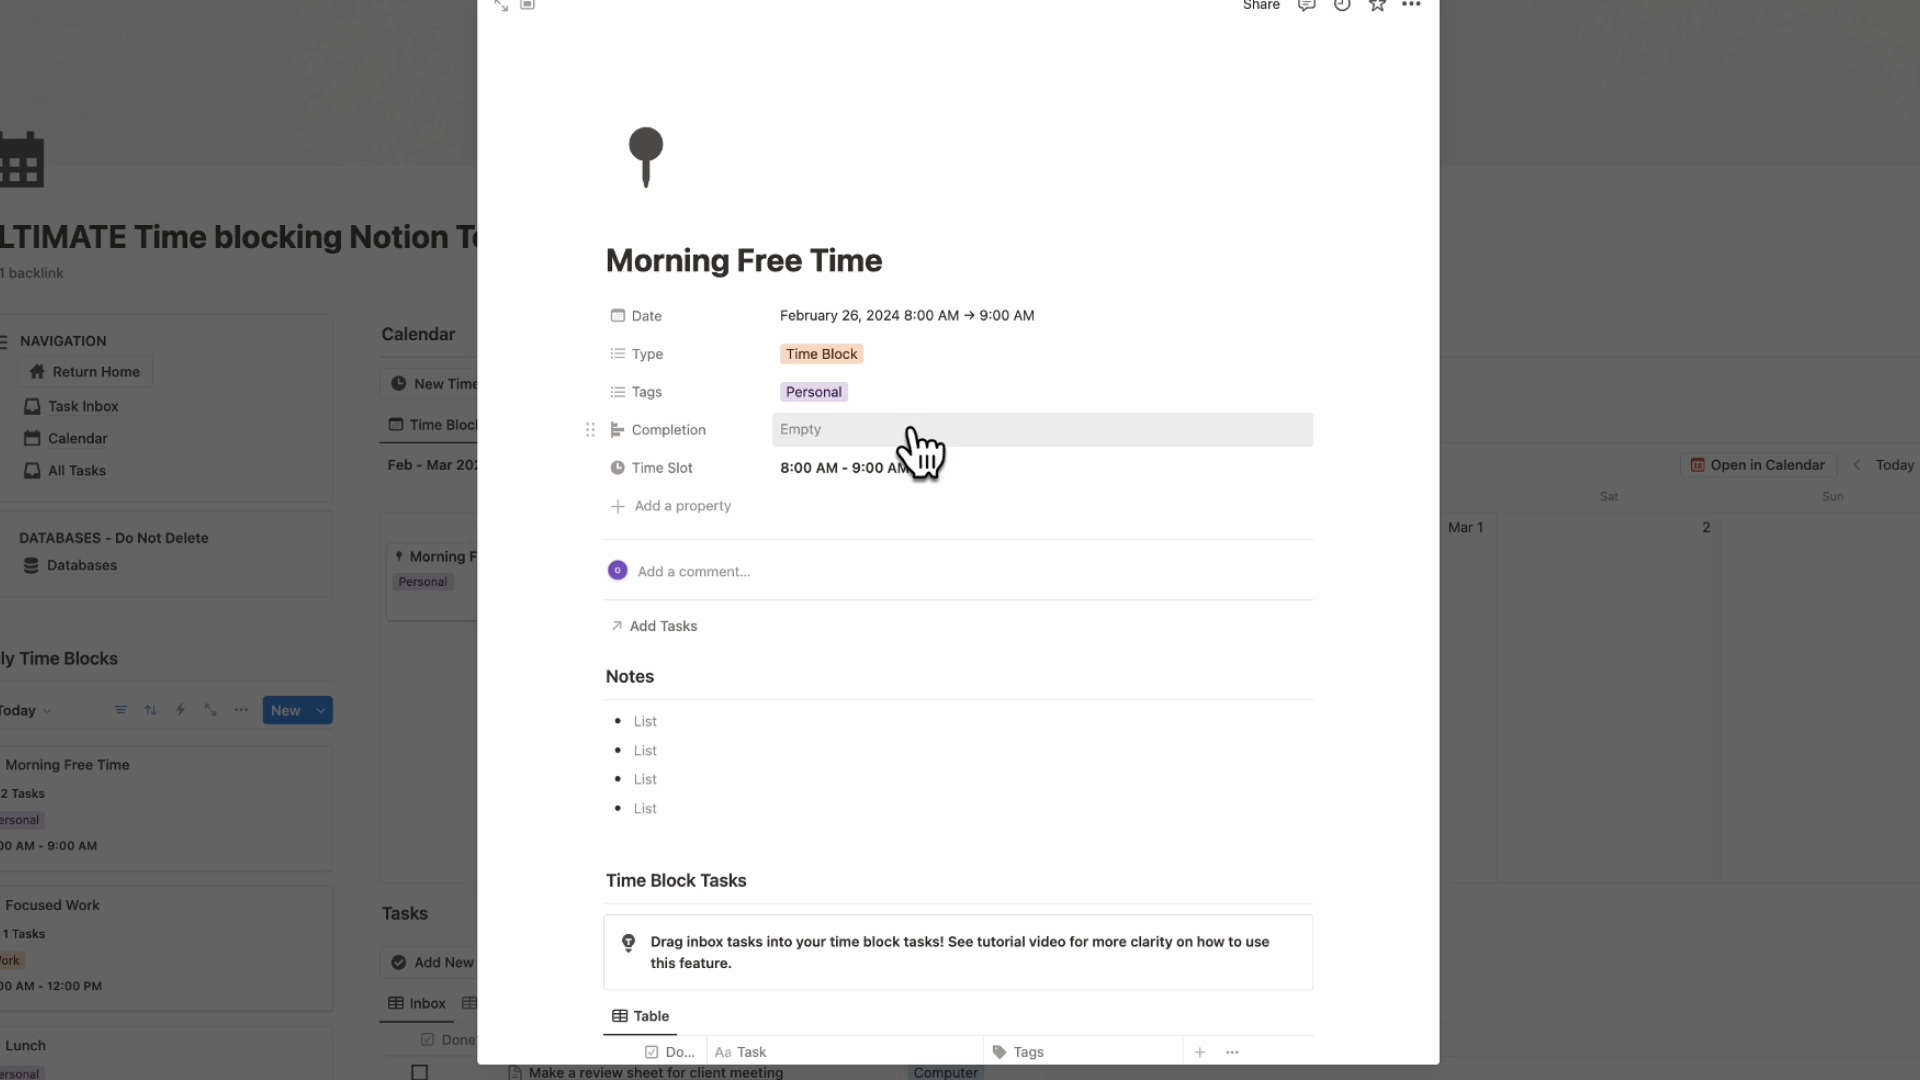 Share
LTIMATE Time blocking Notion Te
1 backlink
NAVIGATION
Return Home
Task Inbox
Calendar
All Tasks
DATABASES - Do Not Delete
Databases
ly Time Blocks
Today
New
Morning Free Time
2 Tasks
ersonal
00 AM - 9:00 AM
Focused Work
1 Tasks
ork
00 AM - 12:00 PM
Lunch
ersonal
Calendar
New Time
Time Bloc
Feb - Mar 202
Morning F
Personal
Tasks
Add New
Inbox
Done
Make a review sheet for client meeting
Computer
Morning Free Time
Date February 26, 2024 8:00 AM → 9:00 AM
Type Time Block
Tags Personal
Completion Empty
Time Slot 8:00 AM - 9:00 AM
Add a property
O Add a comment...
Add Tasks
Notes
• List
• List
• List
• List
Time Block Tasks
Drag inbox tasks into your time block tasks! See tutorial video for more clarity on how to use
this feature.
Table
Do... Aa Task Tags
Open in Calendar Today
Sat Sun
Mar 1 2